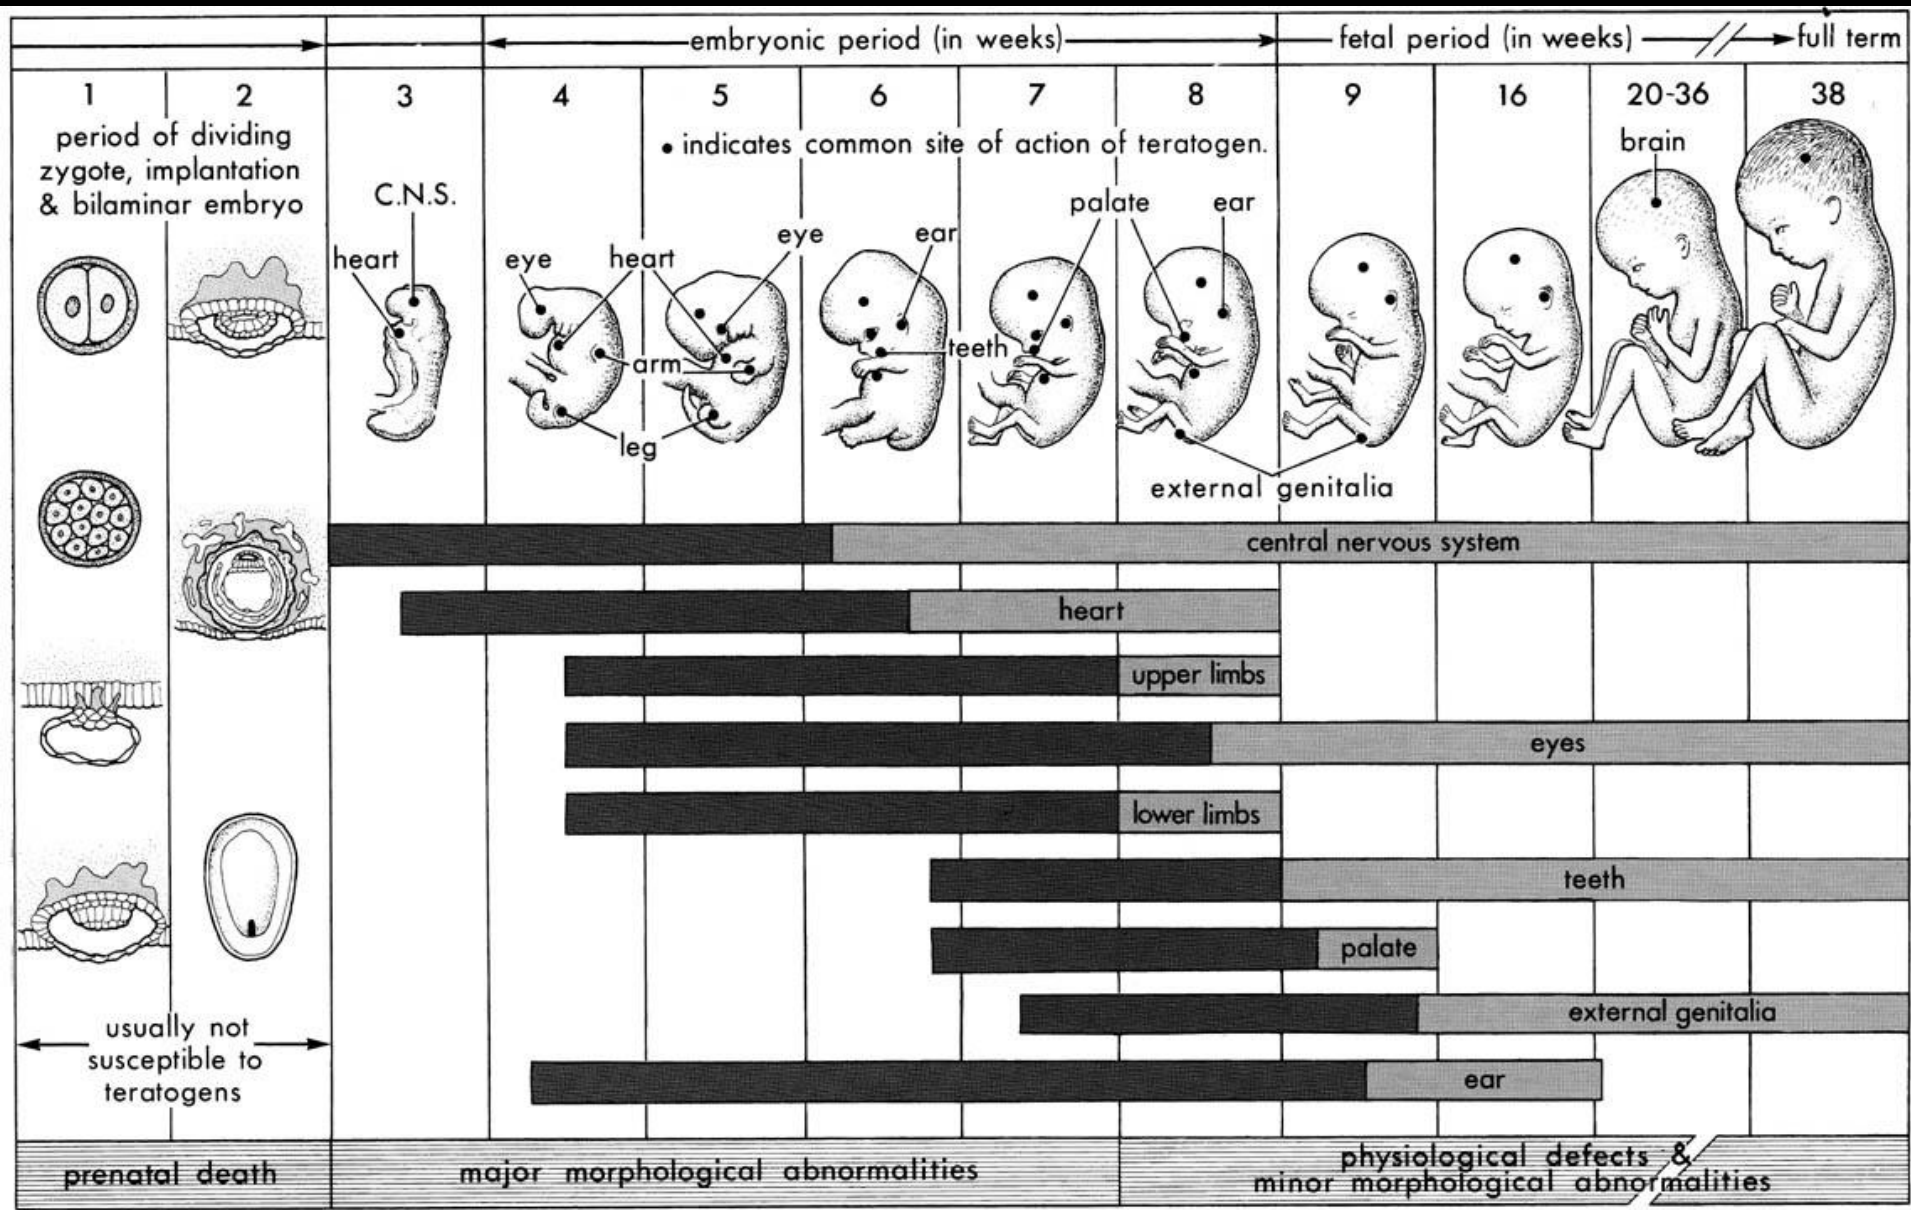 embryonic period (in weeks)
fetal period (in weeks)
full term
1
2
3
4
5
6
7
8
9
16
20-36
38
period of dividing
zygote, implantation
& bilaminar embryo
• indicates common site of action of teratogen.
brain
C.N.S.
palate
ear
heart
eye
heart
eye
ear
arm
teeth
leg
external genitalia
central nervous system
heart
upper limbs
eyes
lower limbs
teeth
palate
external genitalia
usually not
susceptible to
teratogens
ear
prenatal death
major morphological abnormalities
physiological defects &
minor morphological abnormalities